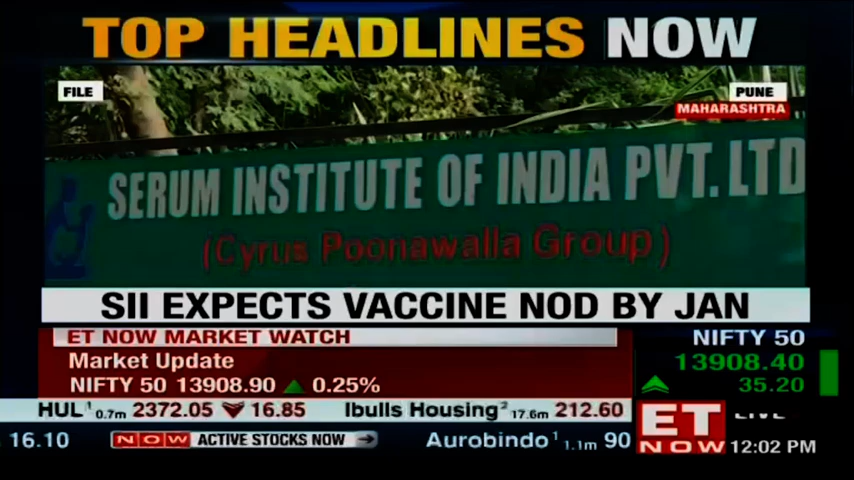 TOP HEADLINES NOW
FILE
PUNE
MAHARASHTRA
SERUM INSTITUTE OF INDIA PVT. LTD
(Cyrus Poonawalla Group)
SII EXPECTS VACCINE NOD BY JAN
ET NOW MARKET WATCH
Market Update
NIFTY 50 13908.90 0.25%
NIFTY 50
13908.40
35.20
HUL 1 0.7m 2372.05 16.85 Ibulls Housing 2 17.6m 212.60
16.10 NOW ACTIVE STOCKS NOW Aurobindo 1 1.1m 90
ET
NOW
12:02 PM